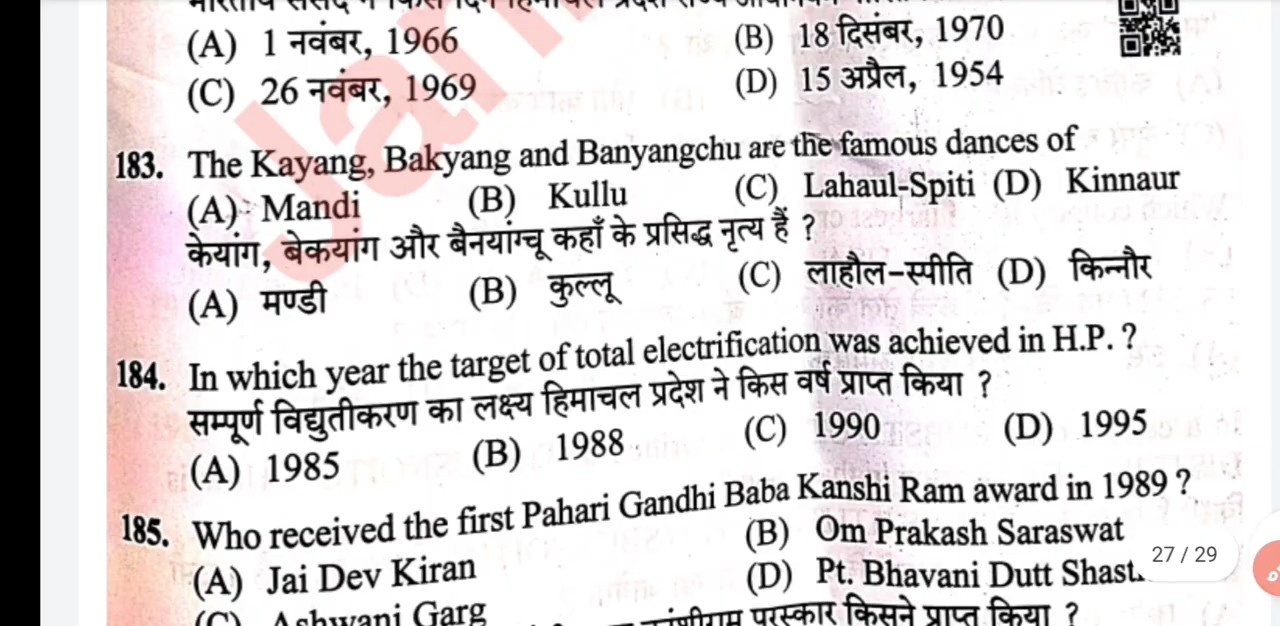 (A) 1 नवंबर, 1966 (B) 18 दिसंबर, 1970
(C) 26 नवंबर, 1969 (D) 15 अप्रैल, 1954
183. The Kayang, Bakyang and Banyangchu are the famous dances of
(A) Mandi (B) Kullu (C) Lahaul-Spiti (D) Kinnaur
केयांग, बेकयांग और बैनयांग्चू कहाँ के प्रसिद्ध नृत्य हैं ?
(A) मण्डी (B) कुल्लू (C) लाहौल-स्पीति (D) किन्नौर
184. In which year the target of total electrification was achieved in H.P. ?
सम्पूर्ण विद्युतीकरण का लक्ष्य हिमाचल प्रदेश ने किस वर्ष प्राप्त किया ?
(A) 1985 (B) 1988 (C) 1990 (D) 1995
185. Who received the first Pahari Gandhi Baba Kanshi Ram award in 1989 ?
(A) Jai Dev Kiran (B) Om Prakash Saraswat
(C) Ashwani Garg (D) Pt. Bhavani Dutt
पुरस्कार किसने प्राप्त किया ?
27 / 29
Jan